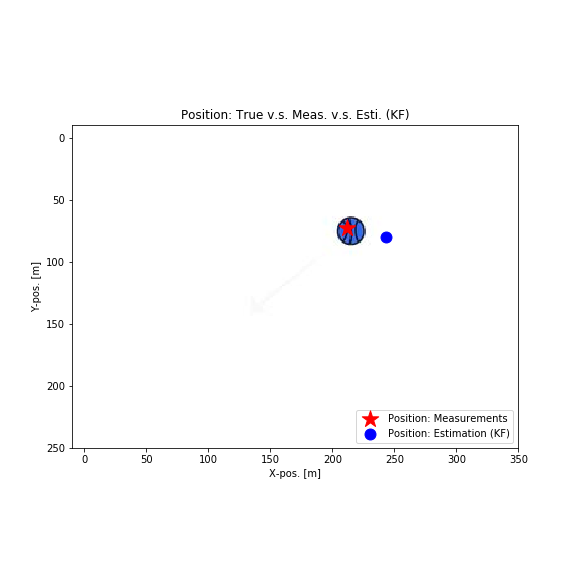 Position: True v.s. Meas. v.s. Esti. (KF)
0
50
100
150
200
250
Y-pos. [m]
0
50
100
150
200
250
300
350
X-pos. [m]
Position: Measurements
Position: Estimation (KF)